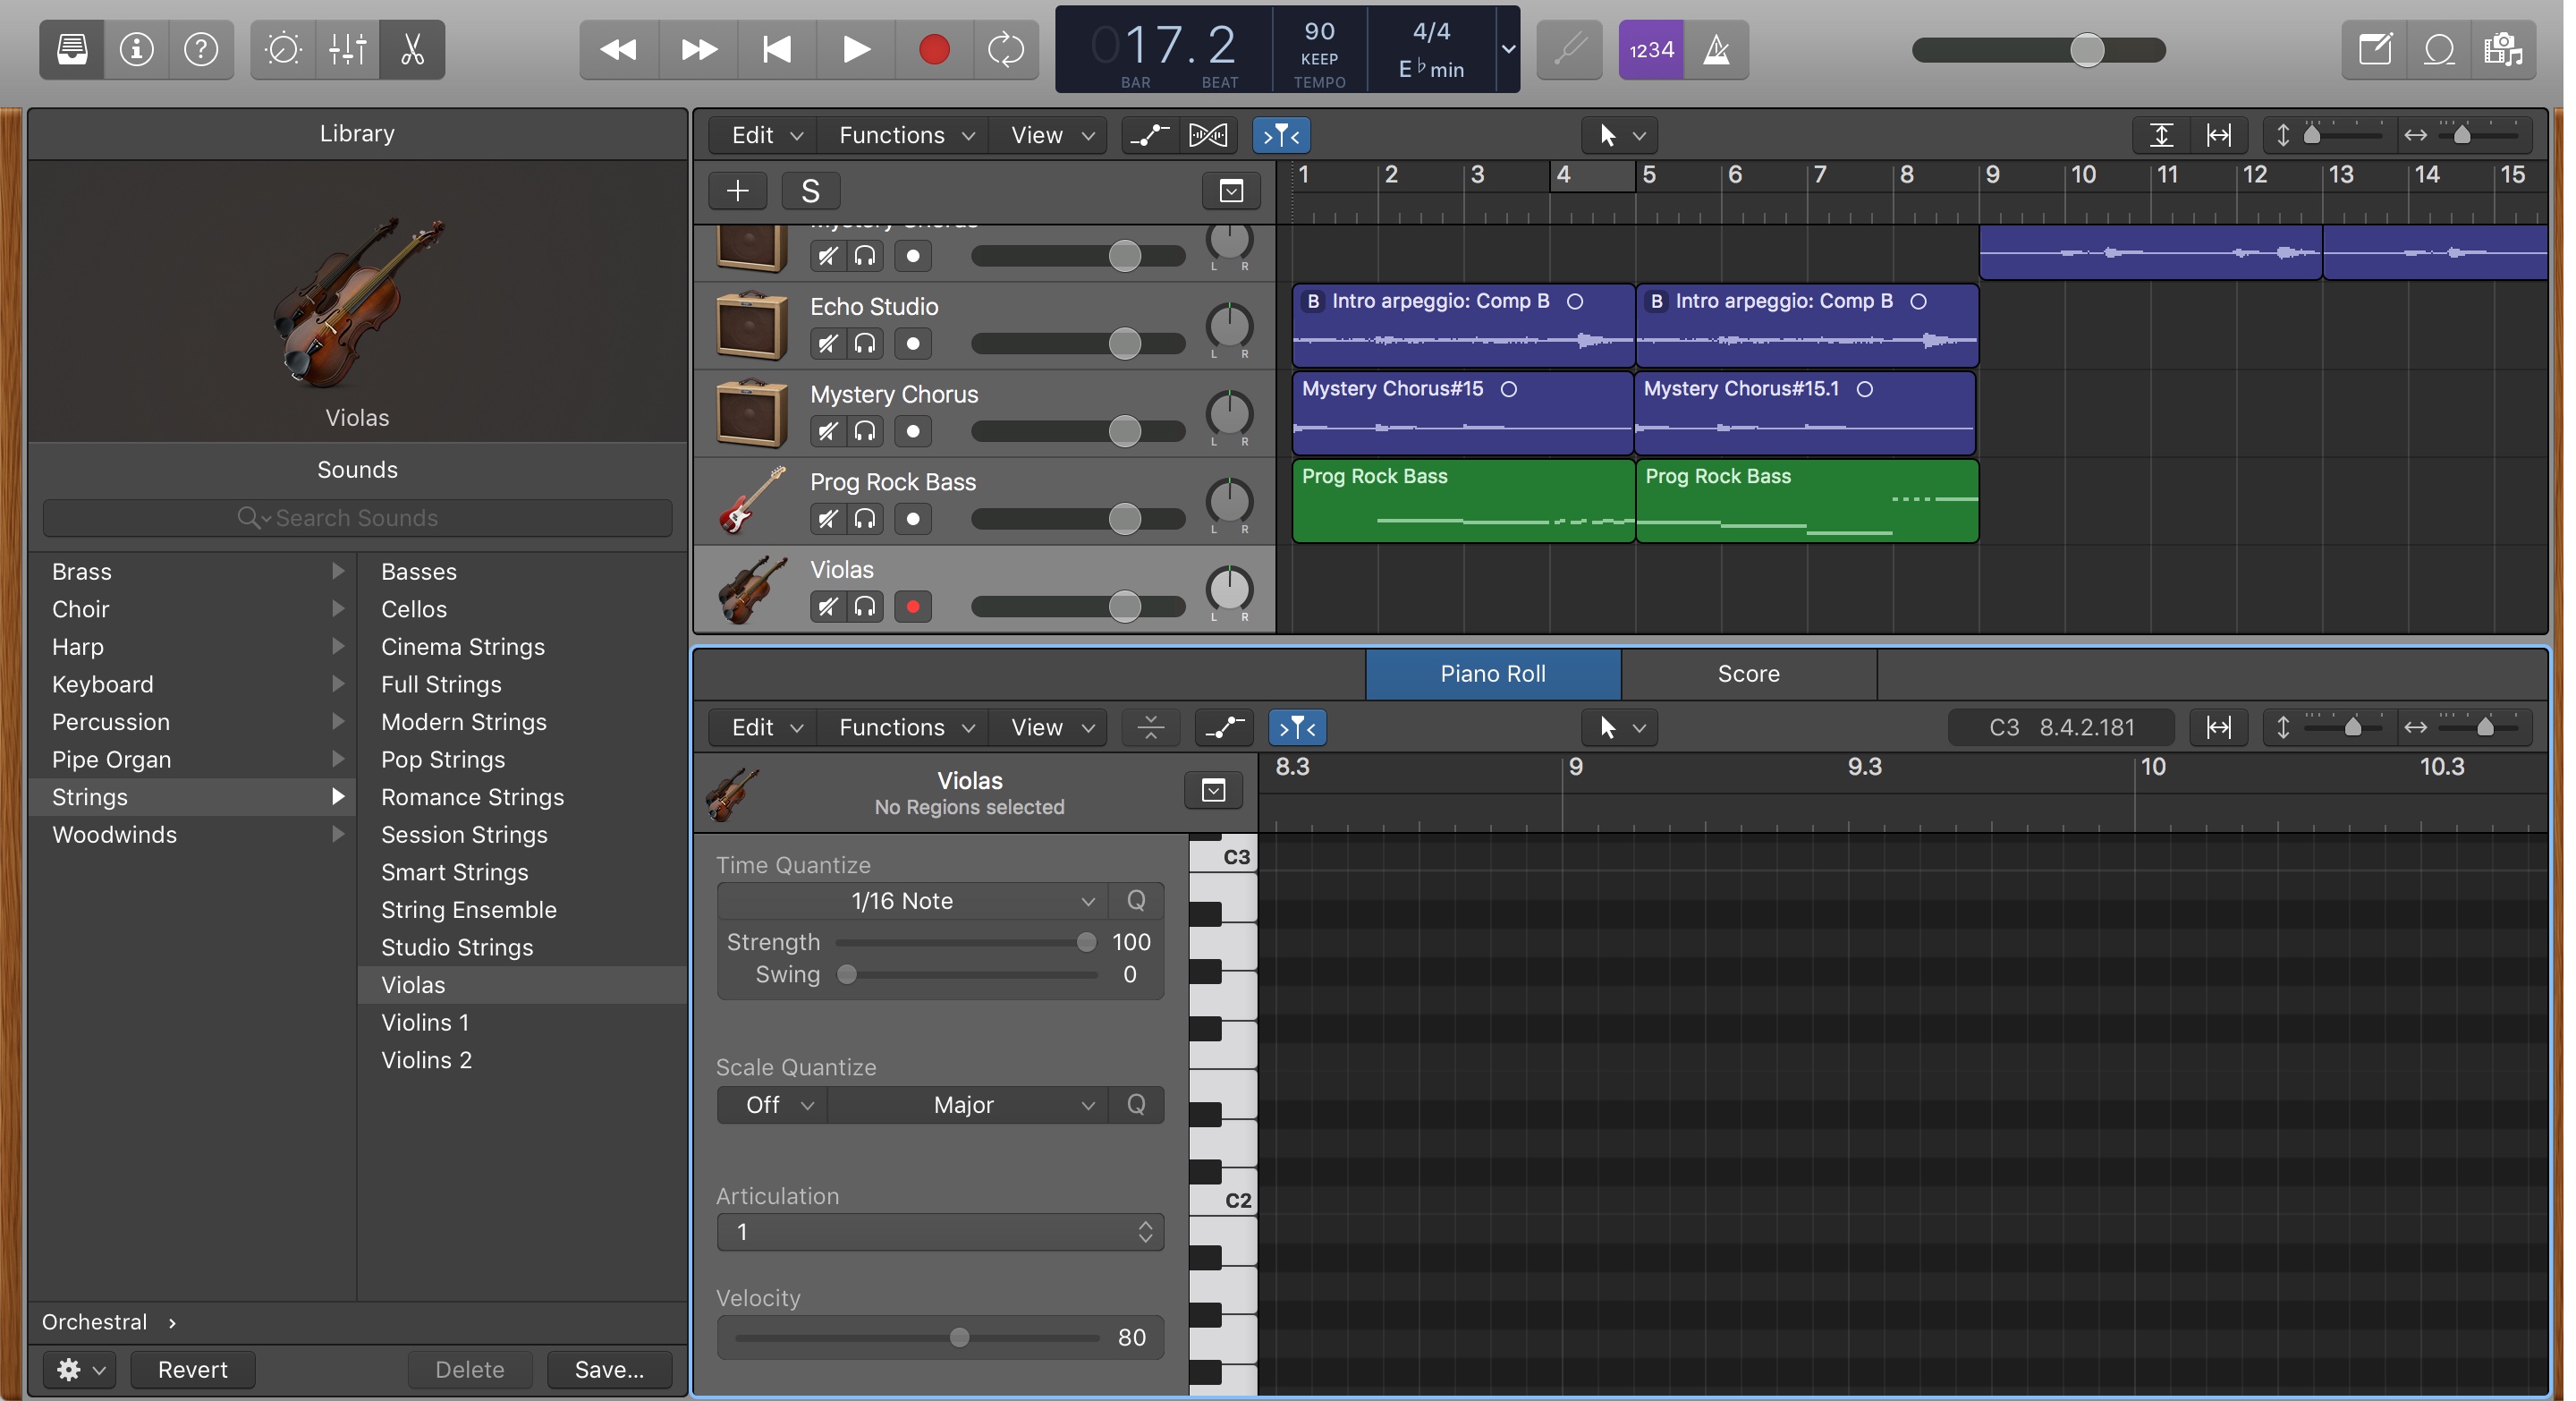 017.2
BAR
BEAT
90
KEEP
TEMPO
4/4
E♭min
1234
Library
Violas
Sounds
Search Sounds
Brass
Choir
Harp
Keyboard
Percussion
Pipe Organ
Strings
Woodwinds
Basses
Cellos
Cinema Strings
Full Strings
Modern Strings
Pop Strings
Romance Strings
Session Strings
Smart Strings
String Ensemble
Studio Strings
Violas
Violins 1
Violins 2
Orchestral
Revert
Delete
Save...
Edit
Functions
View
S
1 2 3 4 5 6 7 8 9 10 11 12 13 14 15
Mystery Chorus
L R
Echo Studio
L R
B Intro arpeggio: Comp B
B Intro arpeggio: Comp B
Mystery Chorus
L R
Mystery Chorus#15
Mystery Chorus#15.1
Prog Rock Bass
L R
Prog Rock Bass
Prog Rock Bass
Violas
L R
Piano Roll
Score
Edit
Functions
View
C3 8.4.2.181
Violas
No Regions selected
8.3 9 9.3 10 10.3
Time Quantize
1/16 Note
Q
Strength
100
Swing
0
Scale Quantize
Off
Major
Q
Articulation
1
Velocity
80
C3
C2